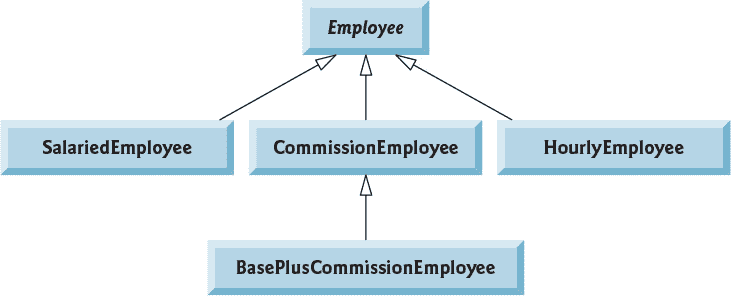 Employee
SalariedEmployee
CommissionEmployee
HourlyEmployee
BasePlusCommissionEmployee